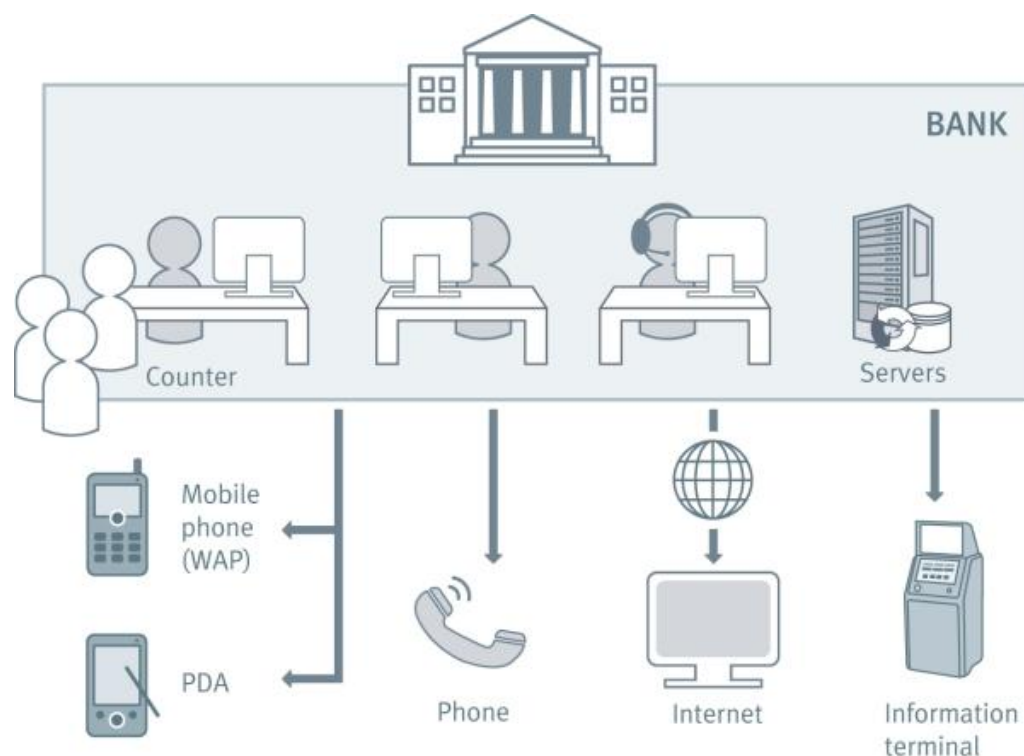 BANK
Counter
Servers
Mobile
phone
(WAP)
PDA
Phone
Internet
Information
terminal